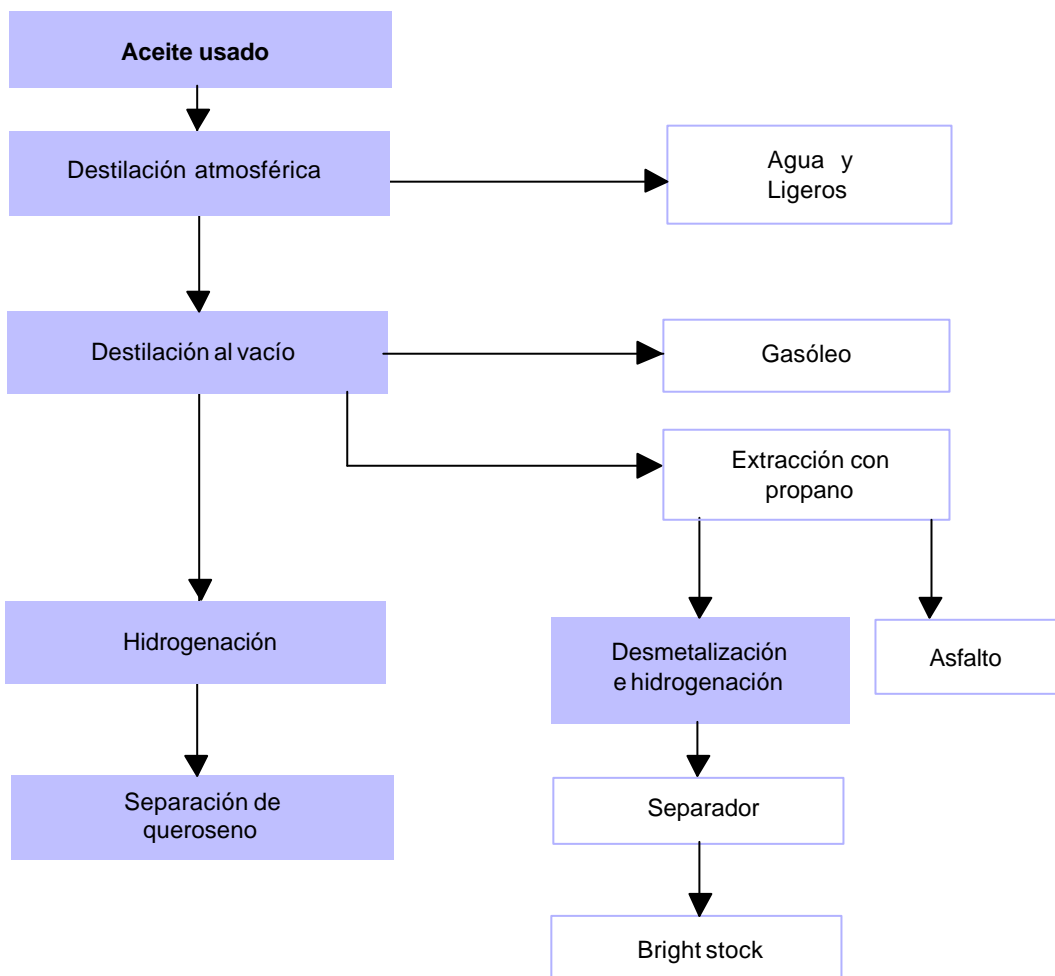 Aceite usado
Destilación atmosférica
Agua y
Ligeros
Destilación al vacío
Gasóleo
Extracción con
propano
Hidrogenación
Desmetalización
e hidrogenación
Asfalto
Separación de
queroseno
Separador
Bright stock